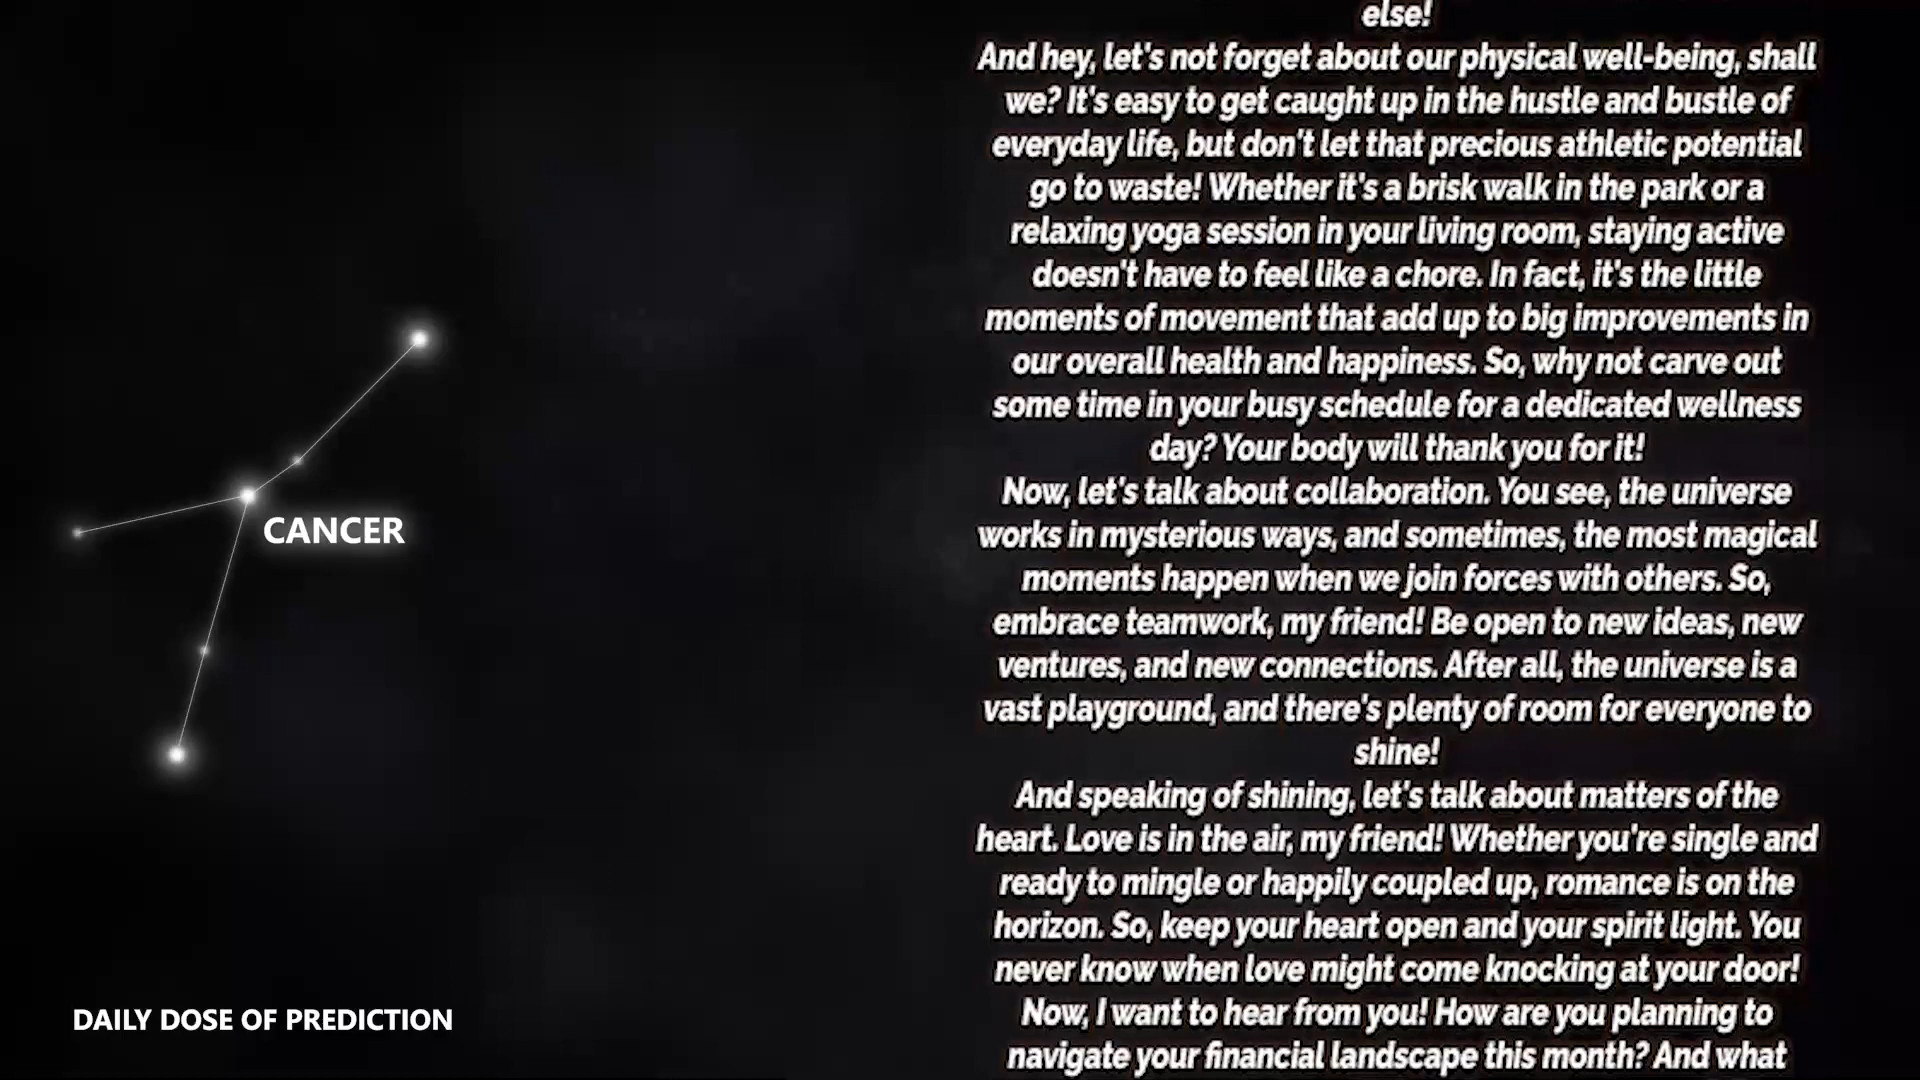 else!
And hey, let's not forget about our physical well-being, shall
we? It's easy to get caught up in the hustle and bustle of
everyday life, but don't let that precious athletic potential
go to waste! Whether it's a brisk walk in the park or a
relaxing yoga session in your living room, staying active
doesn't have to feel like a chore. In fact, it's the little
moments of movement that add up to big improvements in
our overall health and happiness. So, why not carve out
some time in your busy schedule for a dedicated wellness
day? Your body will thank you for it!
Now, let's talk about collaboration. You see, the universe
works in mysterious ways, and sometimes, the most magical
moments happen when we join forces with others. So,
embrace teamwork, my friend! Be open to new ideas, new
ventures, and new connections. After all, the universe is a
vast playground, and there's plenty of room for everyone to
shine!
And speaking of shining, let's talk about matters of the
heart. Love is in the air, my friend! Whether you're single and
ready to mingle or happily coupled up, romance is on the
horizon. So, keep your heart open and your spirit light. You
never know when love might come knocking at your door!
Now, I want to hear from you! How are you planning to
navigate your financial landscape this month? And what
CANCER
DAILY DOSE OF PREDICTION